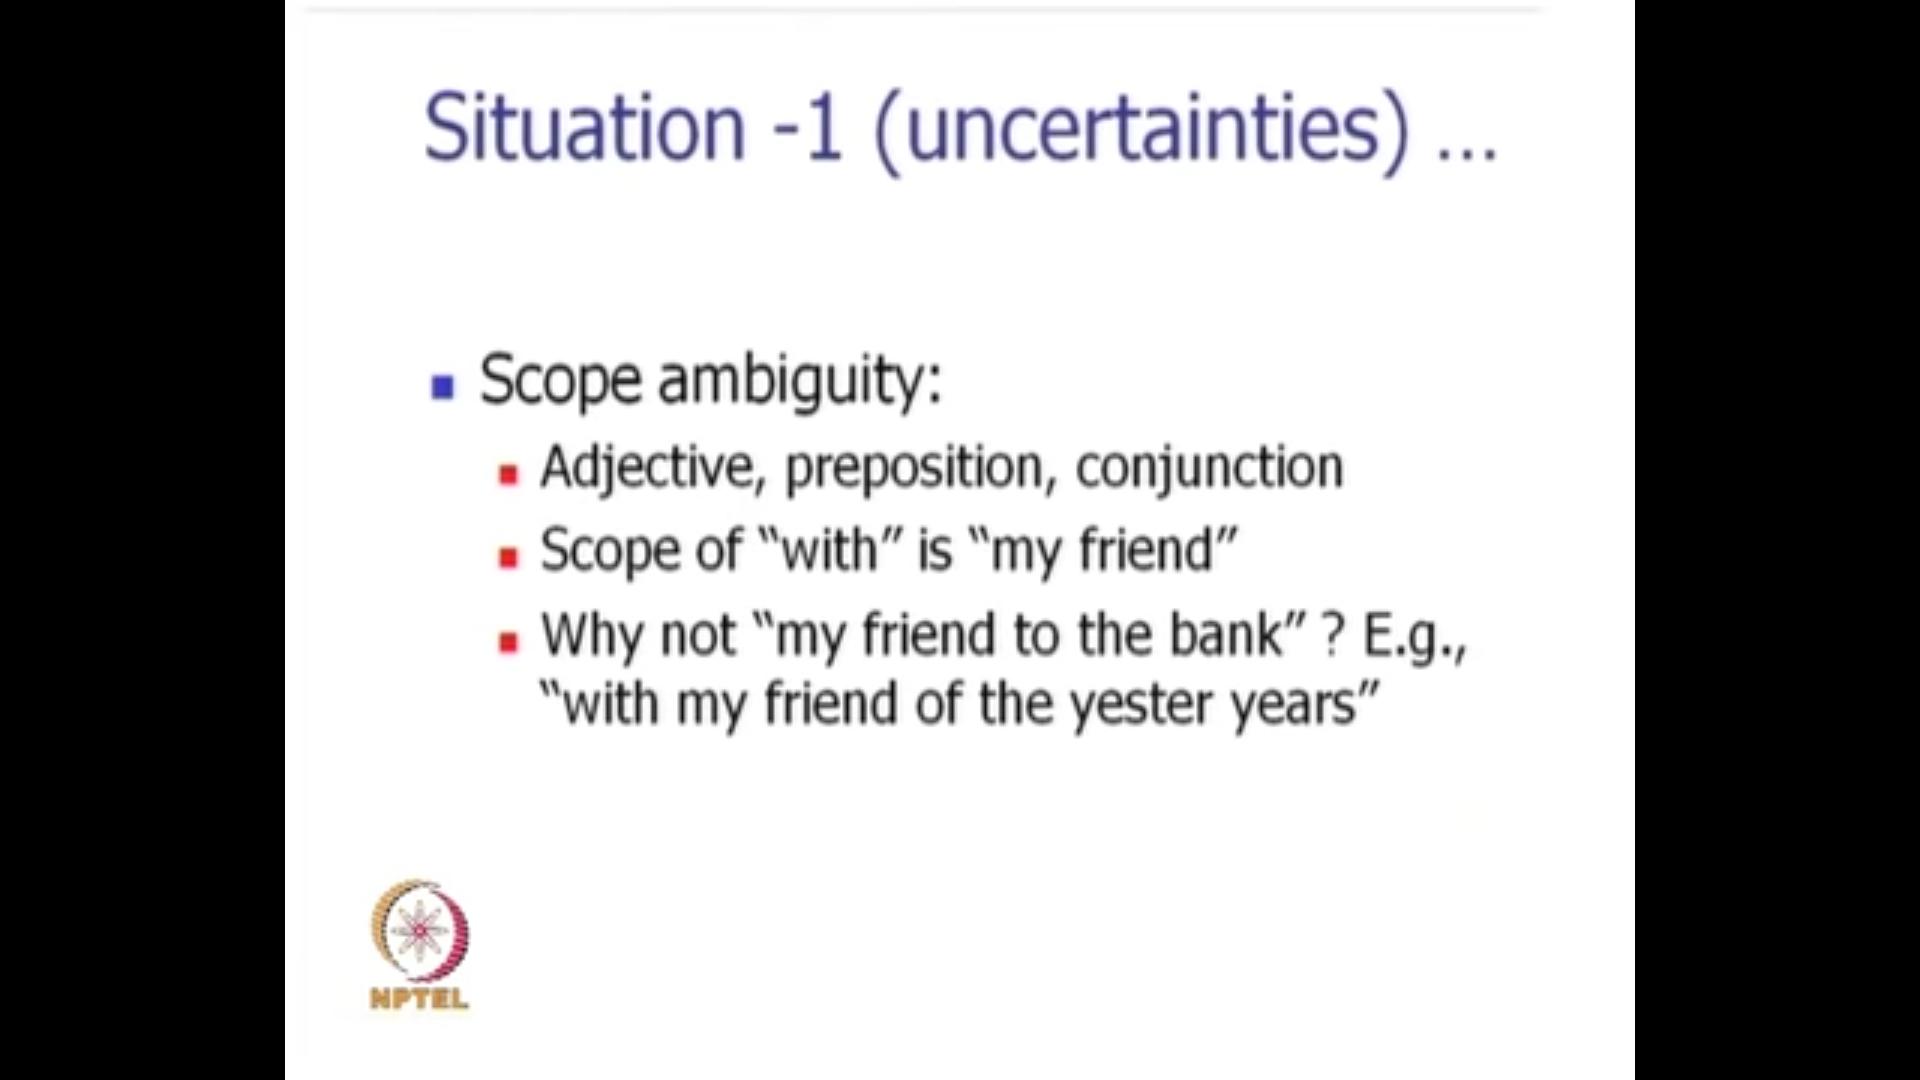 Situation -1 (uncertainties) ...
Scope ambiguity:
Adjective, preposition, conjunction
Scope of “with” is “my friend”
Why not “my friend to the bank” ? E.g.,
“with my friend of the yester years”
NPTEL